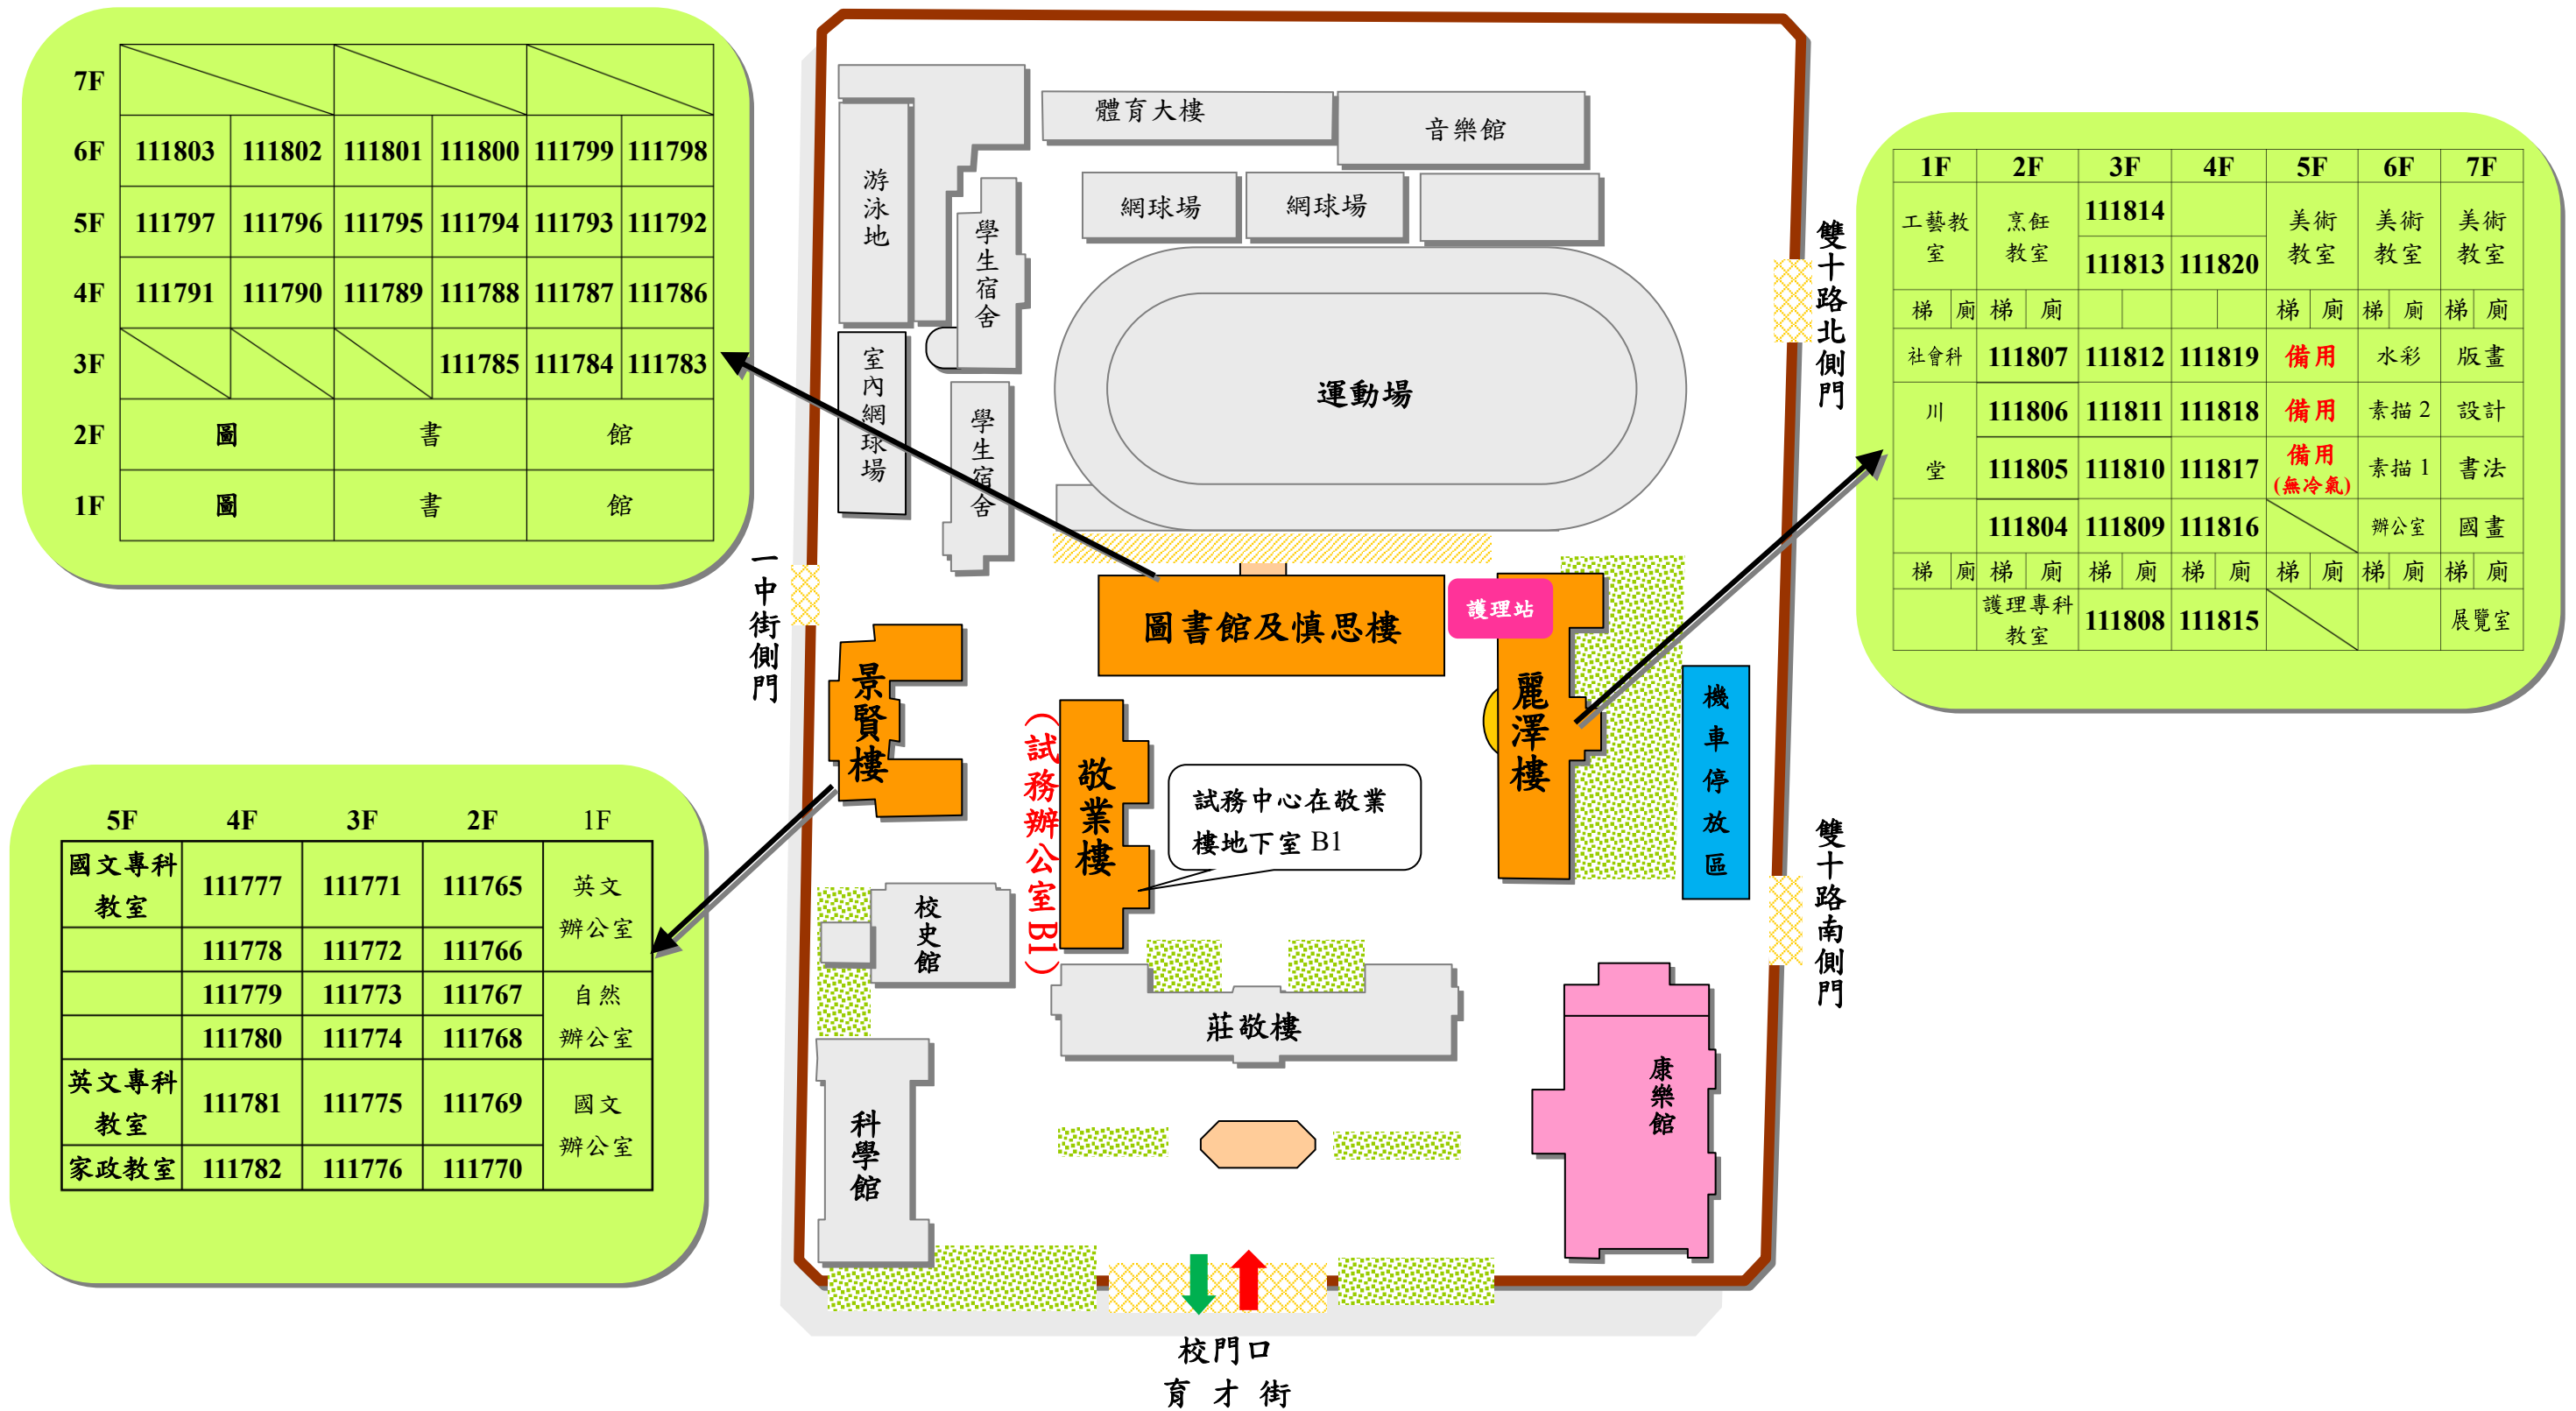 7F
6F 111803 111802 111801 111800 111799 111798
5F 111797 111796 111795 111794 111793 111792
4F 111791 111790 111789 111788 111787 111786
3F 111785 111784 111783
2F 圖 書 館
1F 圖 書 館
5F 4F 3F 2F 1F
國文專科教室 111777 111771 111765 英文辦公室
111778 111772 111766
111779 111773 111767 自然辦公室
111780 111774 111768
英文專科教室 111781 111775 111769 國文辦公室
家政教室 111782 111776 111770
體育大樓
音樂館
游泳池
學生宿舍
網球場
網球場
室內網球場
學生宿舍
運動場
一中街側門
圖書館及慎思樓
護理站
景賢樓
(試務辦公室B1)
敬業樓
試務中心在敬業
樓地下室 B1
麗澤樓
機車停放區
校史館
莊敬樓
科學館
康樂館
雙十路北側門
雙十路南側門
校門口
育 才 街
1F 2F 3F 4F 5F 6F 7F
工藝教室 烹飪教室 111814 美術教室 美術教室 美術教室
111813 111820
梯 廁 梯 廁 梯 廁 梯 廁 梯 廁
社會科 111807 111812 111819 備用 水彩 版畫
川 111806 111811 111818 備用 素描 2 設計
堂 111805 111810 111817 備用(無冷氣) 素描 1 書法
111804 111809 111816 辦公室 國畫
梯 廁 梯 廁 梯 廁 梯 廁 梯 廁 梯 廁 梯 廁
護理專科教室 111808 111815 展覽室